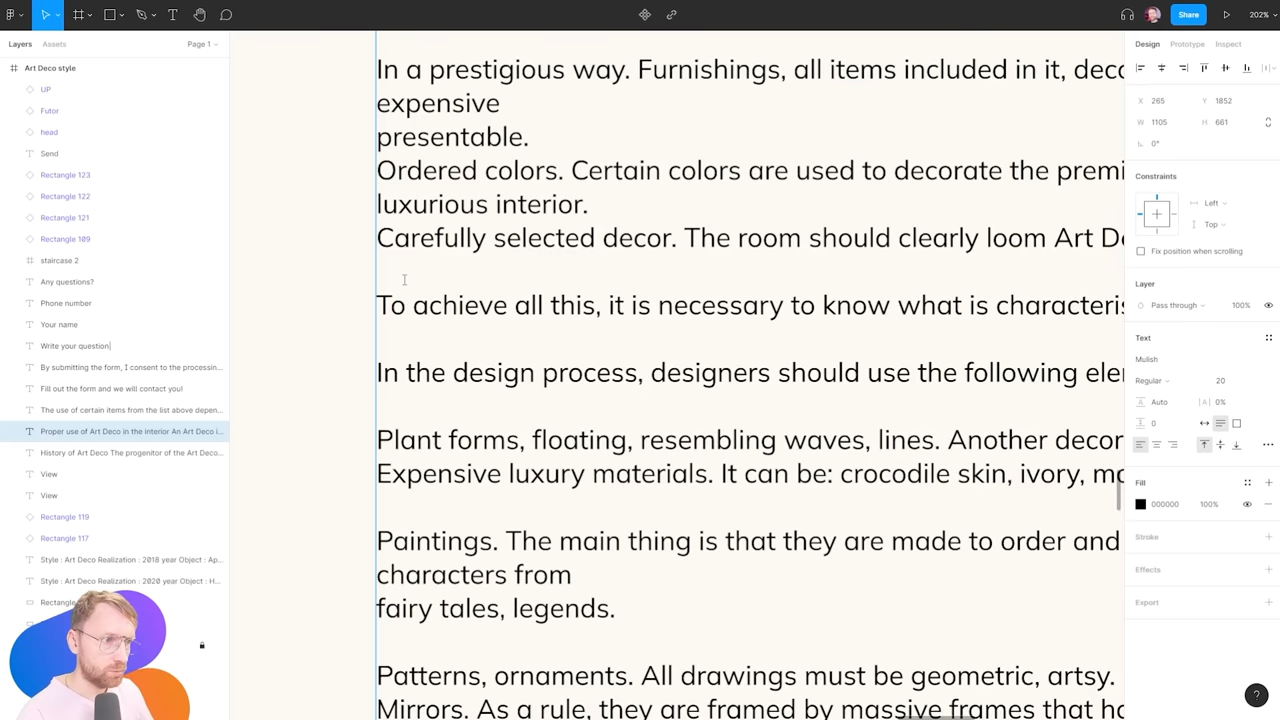 Share
202%
Layers
Assets
Page 1
Art Deco style
UP
Futor
head
Send
Rectangle 123
Rectangle 122
Rectangle 121
Rectangle 109
staircase 2
Any questions?
Phone number
Your name
Write your question
By submitting the form, I consent to the processin...
Fill out the form and we will contact you!
The use of certain items from the list above depen...
Proper use of Art Deco in the interior An Art Deco i...
History of Art Deco The progenitor of the Art Deco...
View
View
Rectangle 119
Rectangle 117
Style : Art Deco Realization : 2018 year Object : Ap...
Style : Art Deco Realization : 2020 year Object : H...
In a prestigious way. Furnishings, all items included in it,
expensive
presentable.
Ordered colors. Certain colors are used to decorate the
luxurious interior.
Carefully selected decor. The room should clearly loom Art
To achieve all this, it is necessary to know what is
In the design process, designers should use the following
Plant forms, floating, resembling waves, lines. Another
Expensive luxury materials. It can be: crocodile skin, ivory,
Paintings. The main thing is that they are made to order and
characters from
fairy tales, legends.
Patterns, ornaments. All drawings must be geometric, artsy.
Mirrors. As a rule, they are framed by massive frames that
Design
Prototype
Inspect
X 265 Y 1852
W 1105 H 661
0°
Constraints
Left
Top
Fix position when scrolling
Layer
Pass through 100%
Text
Mulish
Regular 20
Auto |A| 0%
0
Fill
000000 100%
Stroke
Effects
Export
?